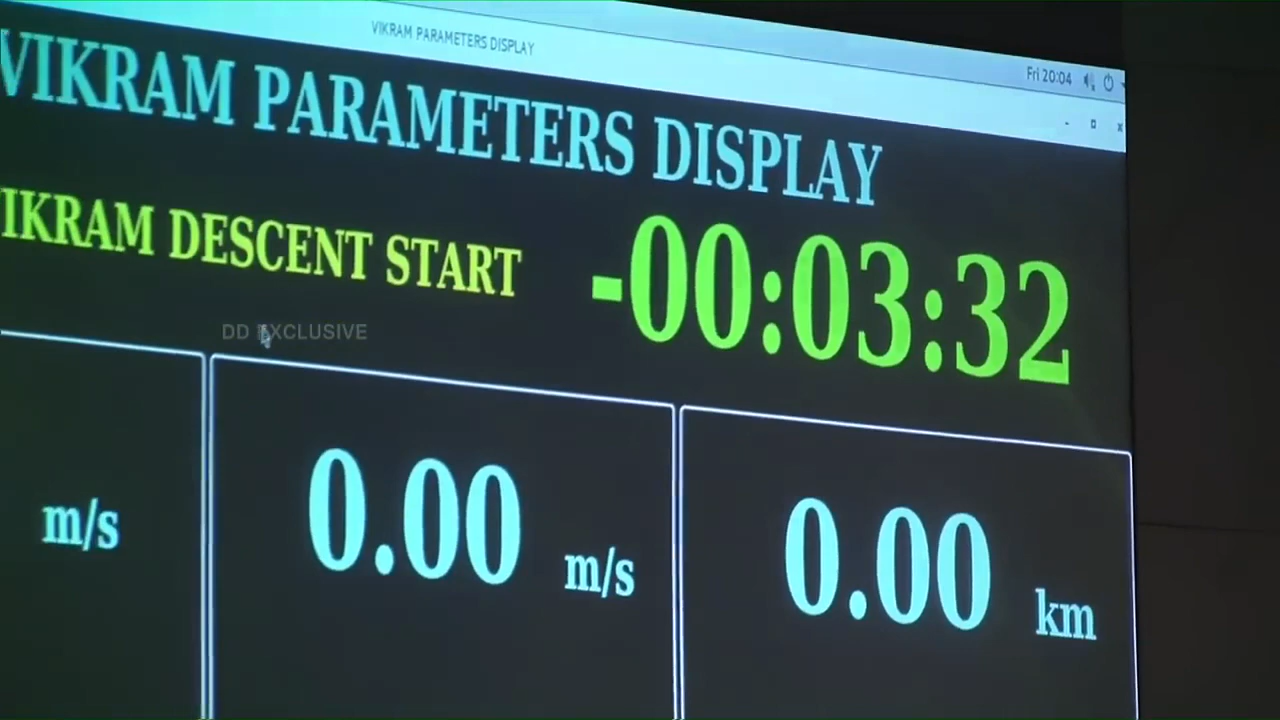 VIKRAM PARAMETERS DISPLAY
Fri 20:04
VIKRAM PARAMETERS DISPLAY
IKRAM DESCENT START -00:03:32
DD EXCLUSIVE
m/s 0.00 m/s 0.00 km